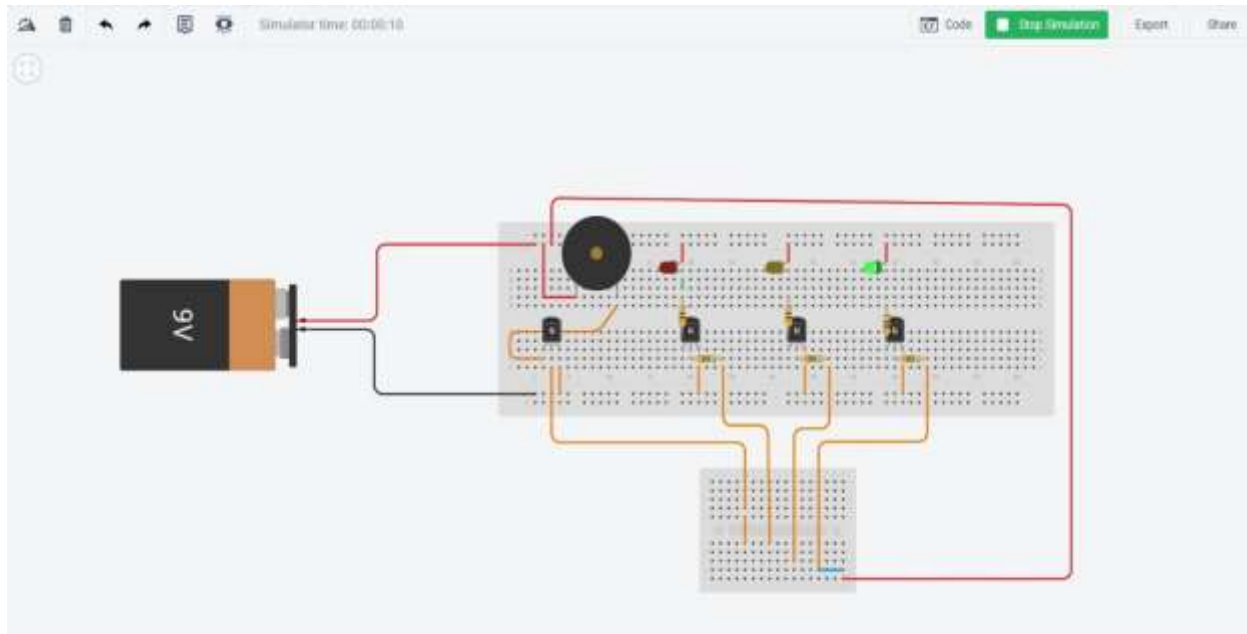 Simulator time: 00:00:10
Code
Stop Simulation
Export
Share
9V